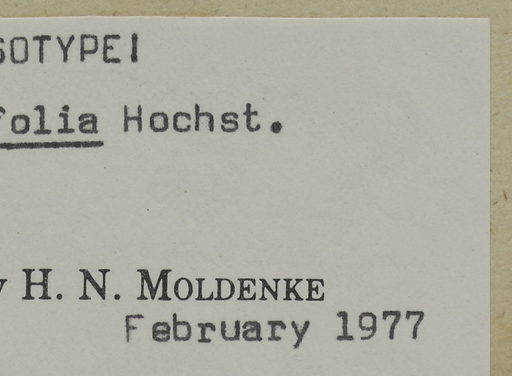 SOTYPE!
folia Hochst.
y H. N. MOLDENKE
February 1977